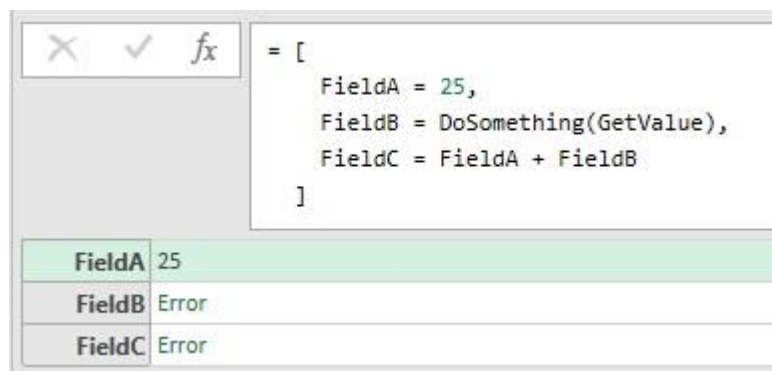 fx
= [
FieldA = 25,
FieldB = DoSomething(GetValue),
FieldC = FieldA + FieldB
]
FieldA 25
FieldB Error
FieldC Error